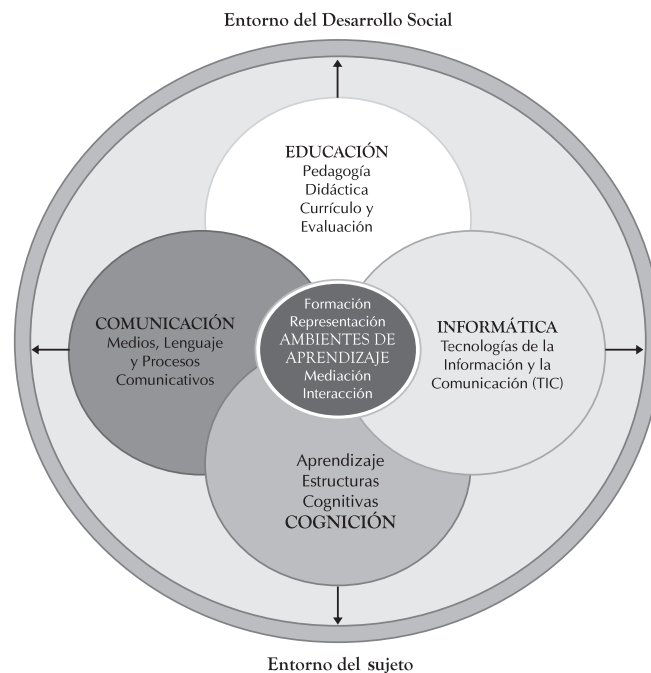 Entorno del Desarrollo Social
EDUCACIÓN
Pedagogía
Didáctica
Currículo y
Evaluación
COMUNICACIÓN
Medios, Lenguaje
y Procesos
Comunicativos
Formación
Representación
AMBIENTES DE
APRENDIZAJE
Mediación
Interacción
INFORMÁTICA
Tecnologías de la
Información y la
Comunicación (TIC)
Aprendizaje
Estructuras
Cognitivas
COGNICIÓN
Entorno del sujeto